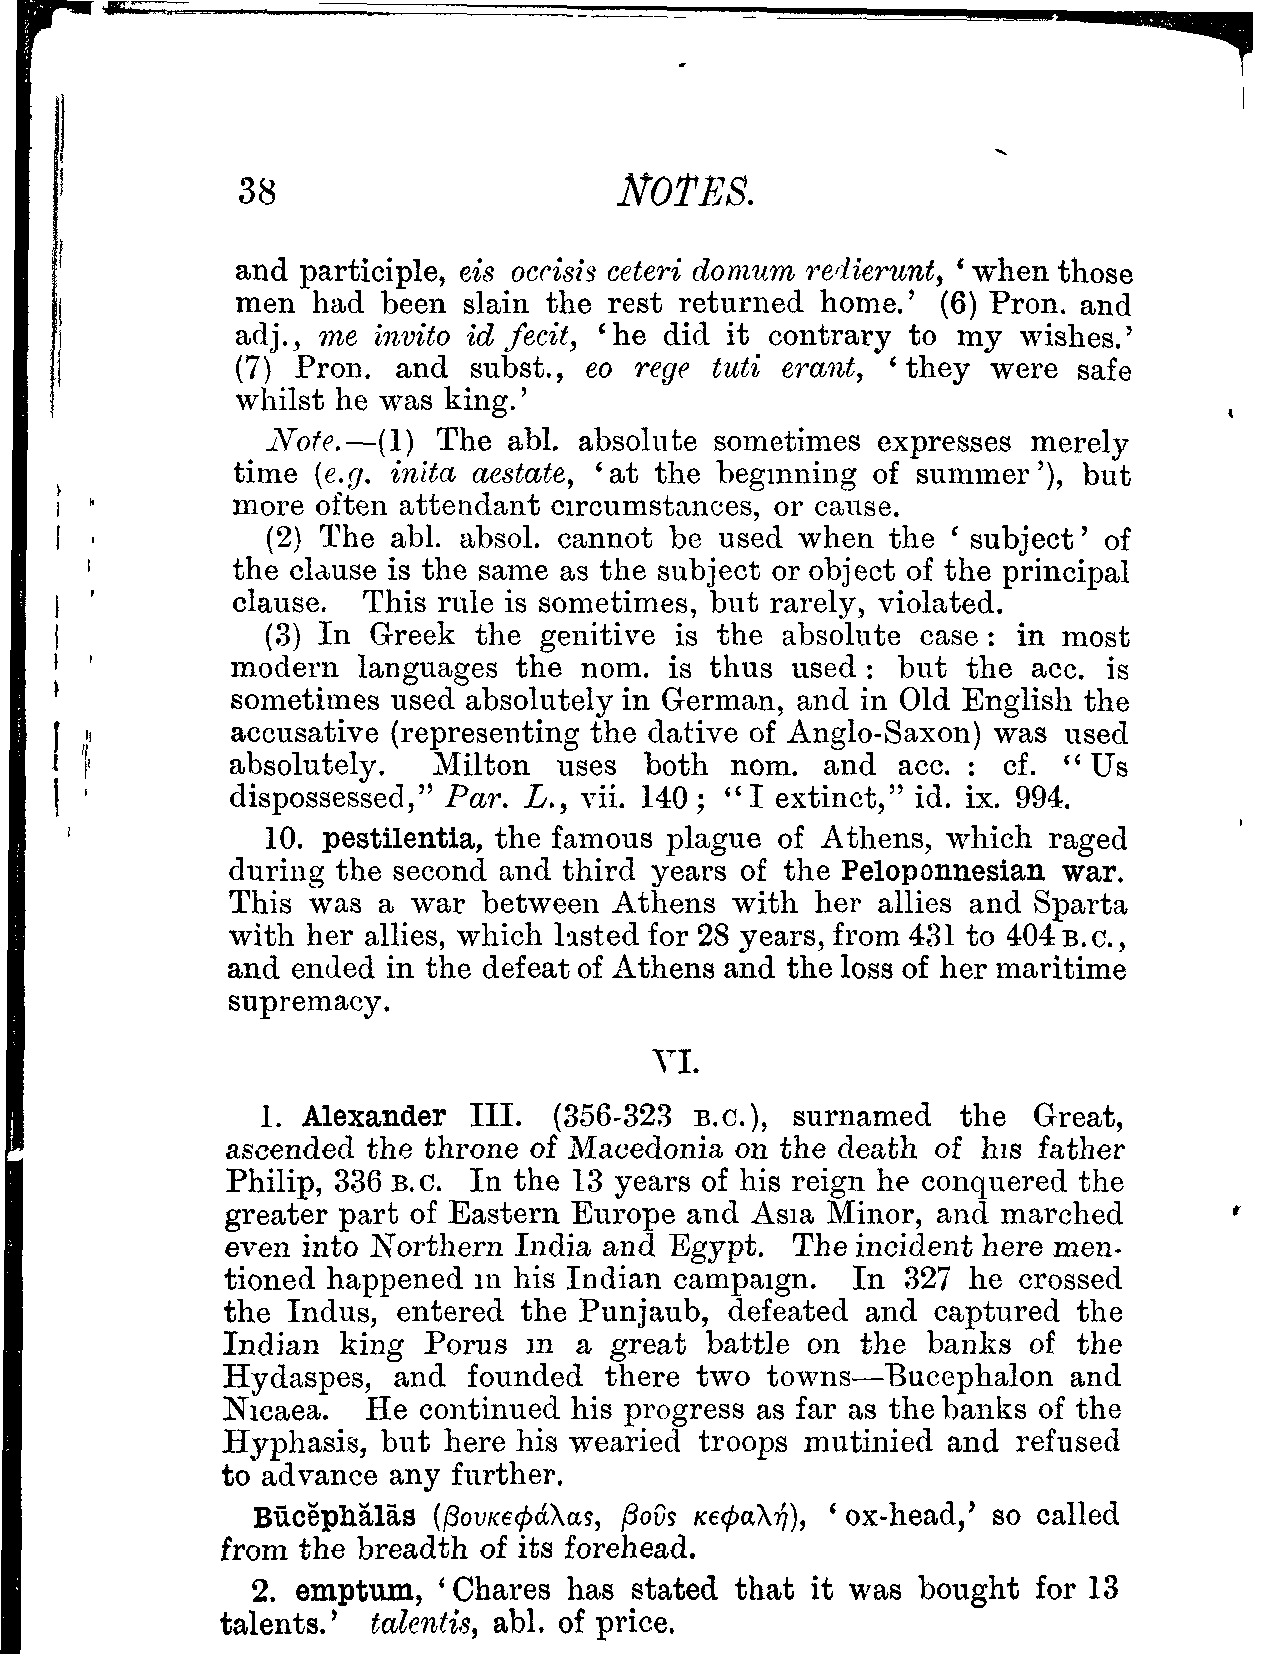 38 NOTES.
and participle, eis occisis ceteri domum redierunt, ‘when those
men had been slain the rest returned home.’ (6) Pron. and
adj., me invito id fecit, ‘he did it contrary to my wishes.’
(7) Pron. and subst., eo rege tuti erant, ‘they were safe
whilst he was king.’
Note.—(1) The abl. absolute sometimes expresses merely
time (e.g. inita aestate, ‘at the beginning of summer’), but
more often attendant circumstances, or cause.
(2) The abl. absol. cannot be used when the ‘subject’ of
the clause is the same as the subject or object of the principal
clause. This rule is sometimes, but rarely, violated.
(3) In Greek the genitive is the absolute case: in most
modern languages the nom. is thus used: but the acc. is
sometimes used absolutely in German, and in Old English the
accusative (representing the dative of Anglo-Saxon) was used
absolutely. Milton uses both nom. and acc.: cf. “Us
dispossessed,” Par. L., vii. 140; “I extinct,” id. ix. 994.
10. pestilentia, the famous plague of Athens, which raged
during the second and third years of the Peloponnesian war.
This was a war between Athens with her allies and Sparta
with her allies, which lasted for 28 years, from 431 to 404 B.C.,
and ended in the defeat of Athens and the loss of her maritime
supremacy.
VI.
1. Alexander III. (356-323 B.C.), surnamed the Great,
ascended the throne of Macedonia on the death of his father
Philip, 336 B.C. In the 13 years of his reign he conquered the
greater part of Eastern Europe and Asia Minor, and marched
even into Northern India and Egypt. The incident here men-
tioned happened in his Indian campaign. In 327 he crossed
the Indus, entered the Punjaub, defeated and captured the
Indian king Porus in a great battle on the banks of the
Hydaspes, and founded there two towns—Bucephalon and
Nicaea. He continued his progress as far as the banks of the
Hyphasis, but here his wearied troops mutinied and refused
to advance any further.
Būcĕphălās (βουκεφάλας, βοῦς κεφαλή), ‘ox-head,’ so called
from the breadth of its forehead.
2. emptum, ‘Chares has stated that it was bought for 13
talents.’ talentis, abl. of price.